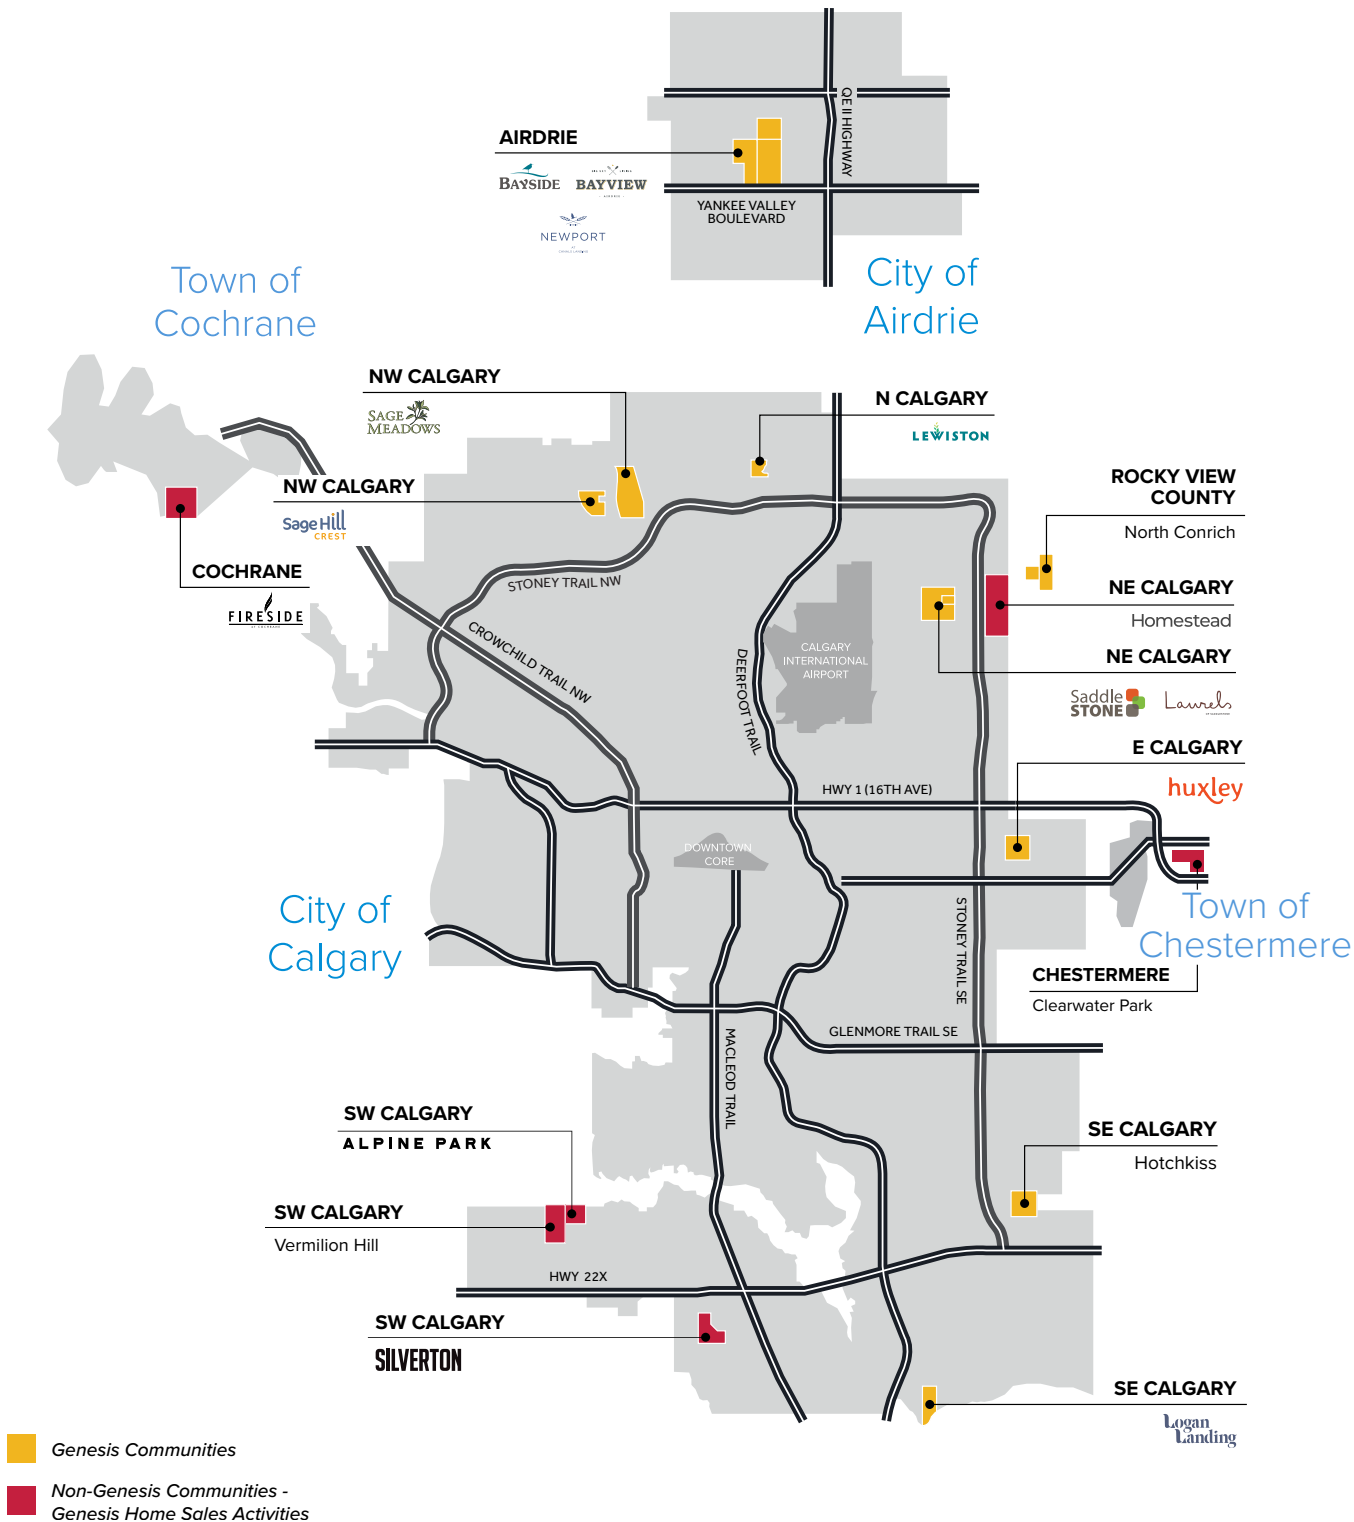 AIRDRIE
BAYSIDE
BAYVIEW
NEWPORT
QE II HIGHWAY
YANKEE VALLEY
BOULEVARD
City of
Airdrie
Town of
Cochrane
NW CALGARY
SAGE
MEADOWS
N CALGARY
LEWISTON
NW CALGARY
SageHill
CREST
ROCKY VIEW
COUNTY
North Conrich
COCHRANE
FIRESIDE
STONEY TRAIL NW
CROWCHILD TRAIL NW
NE CALGARY
Homestead
NE CALGARY
Saddle
STONE
Laurels
CALGARY
INTERNATIONAL
AIRPORT
DEERFOOT TRAIL
E CALGARY
huxley
HWY 1 (16TH AVE)
DOWNTOWN
CORE
City of
Calgary
Town of
Chestermere
STONEY TRAIL SE
CHESTERMERE
Clearwater Park
GLENMORE TRAIL SE
MACLEOD TRAIL
SW CALGARY
ALPINE PARK
SE CALGARY
Hotchkiss
SW CALGARY
Vermilion Hill
HWY 22X
SW CALGARY
SILVERTON
SE CALGARY
Logan
Landing
Genesis Communities
Non-Genesis Communities -
Genesis Home Sales Activities